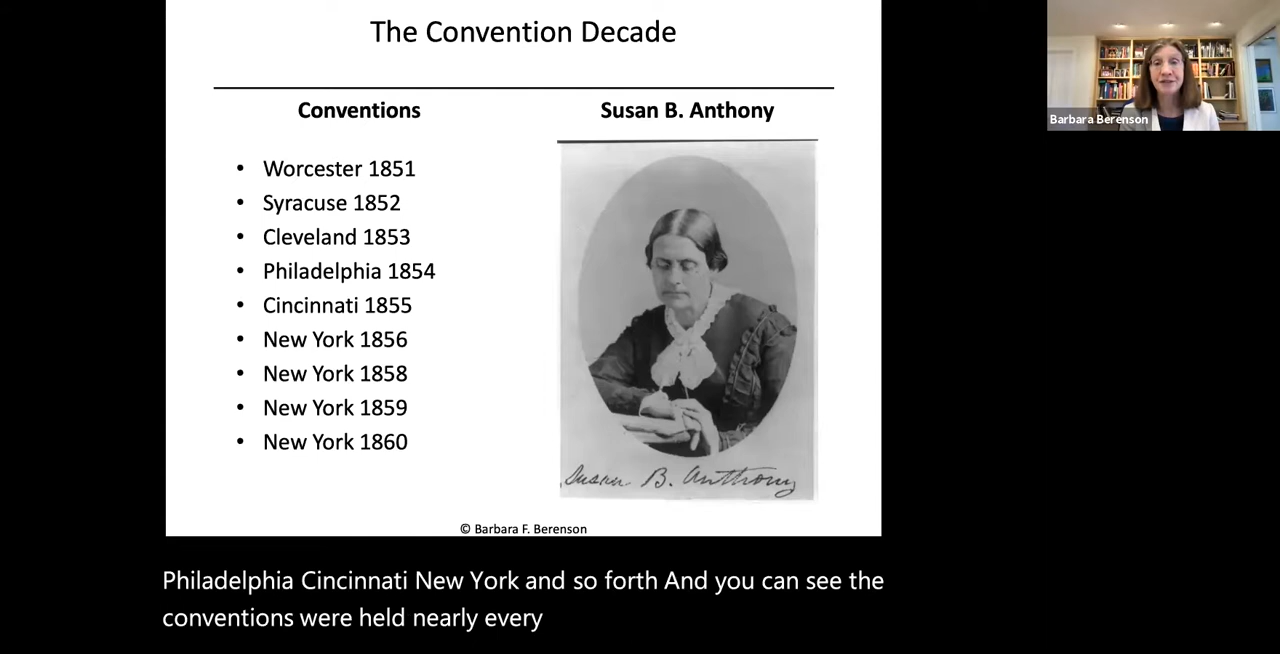 The Convention Decade
Conventions
Susan B. Anthony
• Worcester 1851
• Syracuse 1852
• Cleveland 1853
• Philadelphia 1854
• Cincinnati 1855
• New York 1856
• New York 1858
• New York 1859
• New York 1860
Susan B. Anthony
© Barbara F. Berenson
Barbara Berenson
Philadelphia Cincinnati New York and so forth And you can see the
conventions were held nearly every